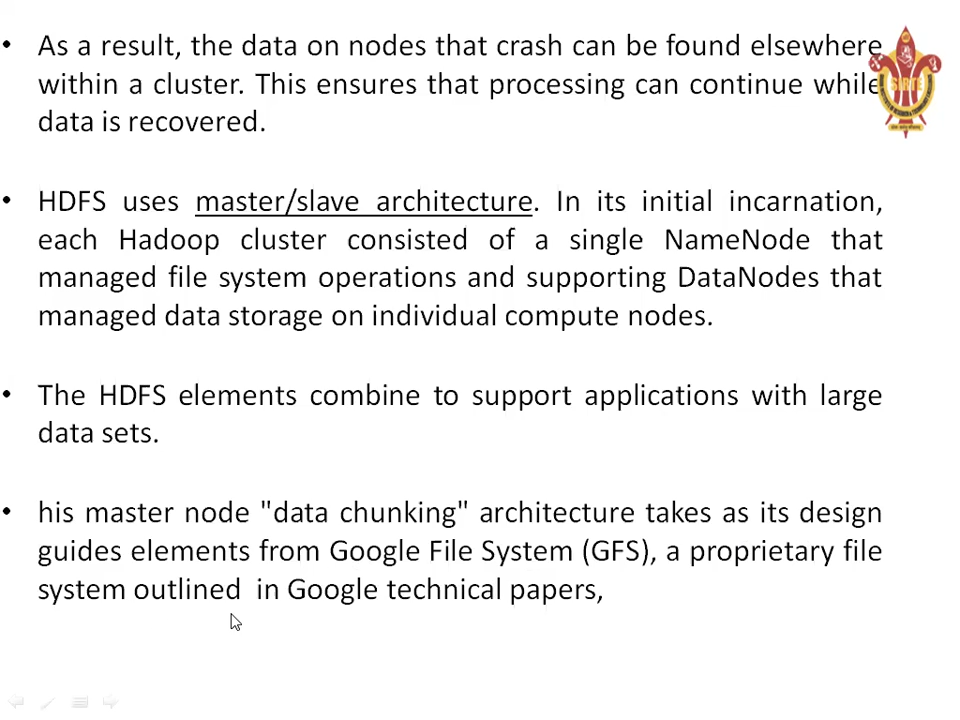 • As a result, the data on nodes that crash can be found elsewhere
within a cluster. This ensures that processing can continue while
data is recovered.
• HDFS uses master/slave architecture. In its initial incarnation,
each Hadoop cluster consisted of a single NameNode that
managed file system operations and supporting DataNodes that
managed data storage on individual compute nodes.
• The HDFS elements combine to support applications with large
data sets.
• his master node "data chunking" architecture takes as its design
guides elements from Google File System (GFS), a proprietary file
system outlined in Google technical papers,